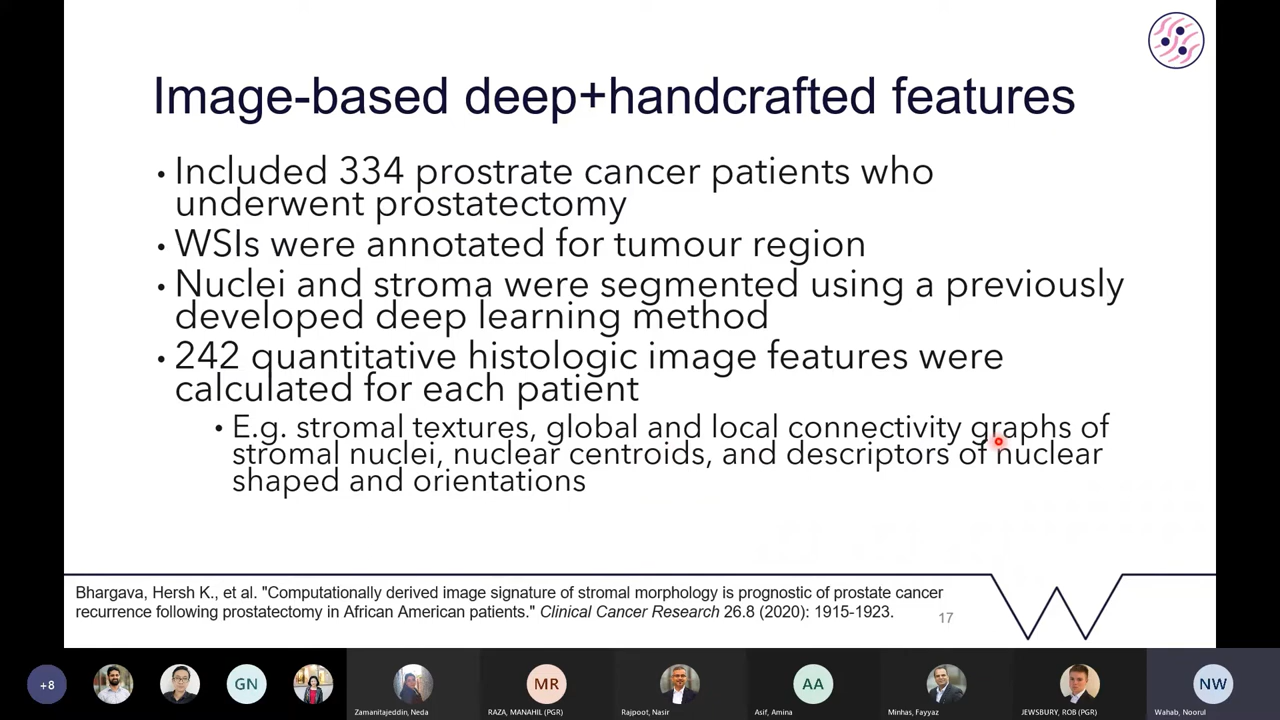 Image-based deep+handcrafted features
• Included 334 prostrate cancer patients who
underwent prostatectomy
• WSIs were annotated for tumour region
• Nuclei and stroma were segmented using a previously
developed deep learning method
• 242 quantitative histologic image features were
calculated for each patient
• E.g. stromal textures, global and local connectivity graphs of
stromal nuclei, nuclear centroids, and descriptors of nuclear
shaped and orientations
Bhargava, Hersh K., et al. "Computationally derived image signature of stromal morphology is prognostic of prostate cancer
recurrence following prostatectomy in African American patients." Clinical Cancer Research 26.8 (2020): 1915-1923.
17
+8
GN
MR
AA
NW
Zamanitajeddin, Neda
RAZA, MANAHIL (PGR)
Rajpoot, Nasir
Asif, Amina
Minhas, Fayyaz
JEWSBURY, ROB (PGR)
Wahab, Noorul